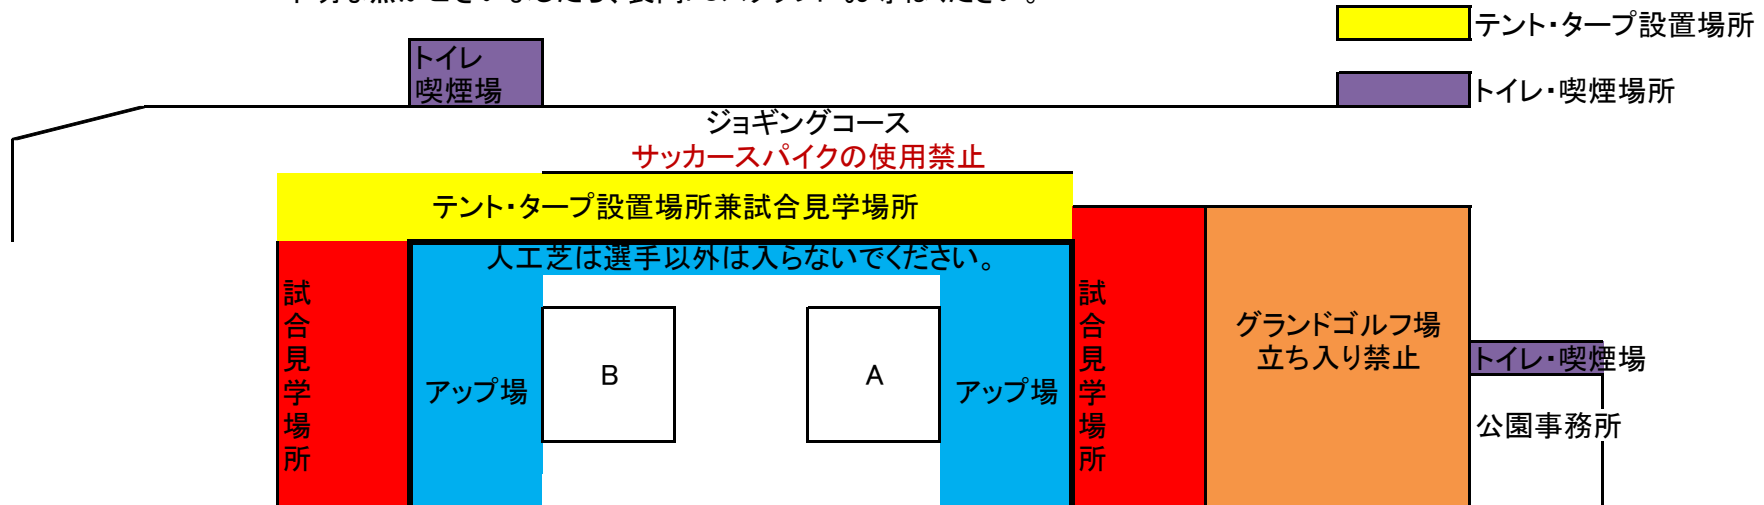 テント・タープ設置場所
トイレ
喫煙場
トイレ・喫煙場所
ジョギングコース
サッカースパイクの使用禁止
テント・タープ設置場所兼試合見学場所
人工芝は選手以外は入らないでください。
試合見学場所
アップ場
B
A
アップ場
試合見学場所
グランドゴルフ場
立ち入り禁止
トイレ・喫煙場
公園事務所